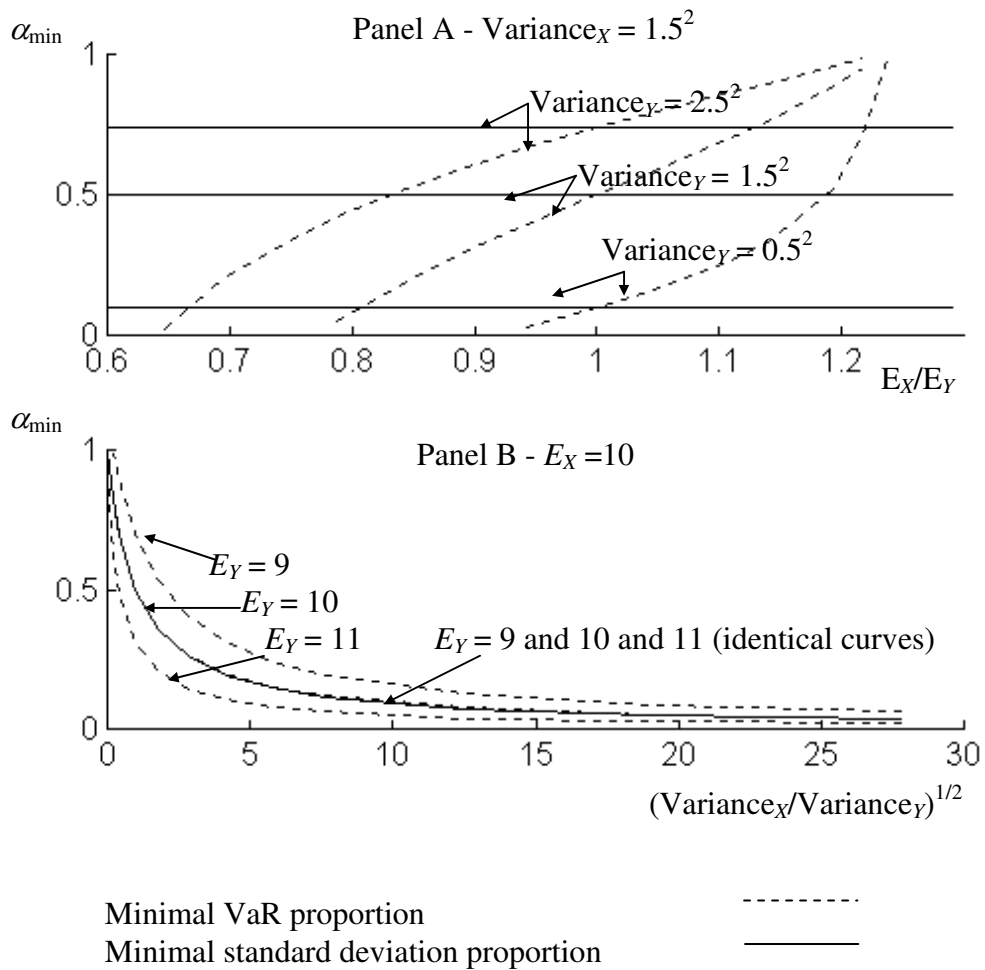 α_min
Panel A - Variance_X = 1.5²
1
Variance_Y = 2.5²
0.5
Variance_Y = 1.5²
Variance_Y = 0.5²
0
0.6 0.7 0.8 0.9 1 1.1 1.2
E_X/E_Y
α_min
Panel B - E_X =10
1
E_Y = 9
0.5
E_Y = 10
E_Y = 11
E_Y = 9 and 10 and 11 (identical curves)
0
0 5 10 15 20 25 30
(Variance_X/Variance_Y)^1/2
Minimal VaR proportion
Minimal standard deviation proportion